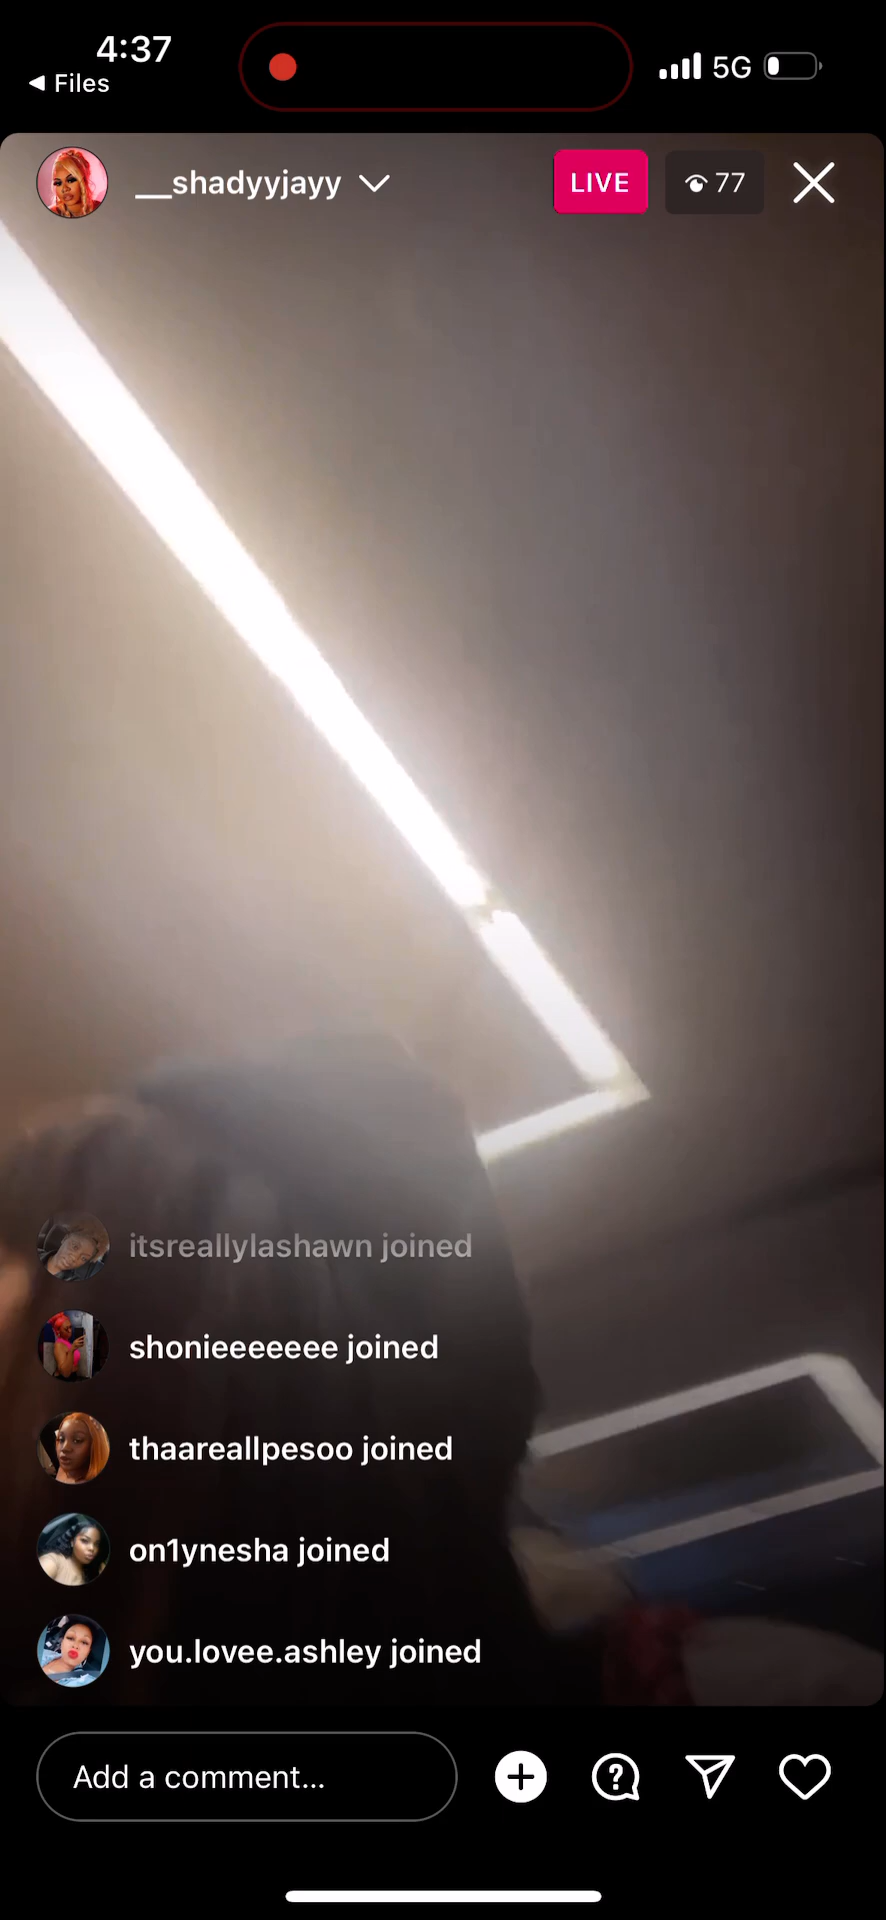 4:37
◀ Files
5G
__shadyyjayy
LIVE
77
itsreallylashawn joined
shonieeeeeee joined
thaareallpesoo joined
on1ynesha joined
you.lovee.ashley joined
Add a comment...